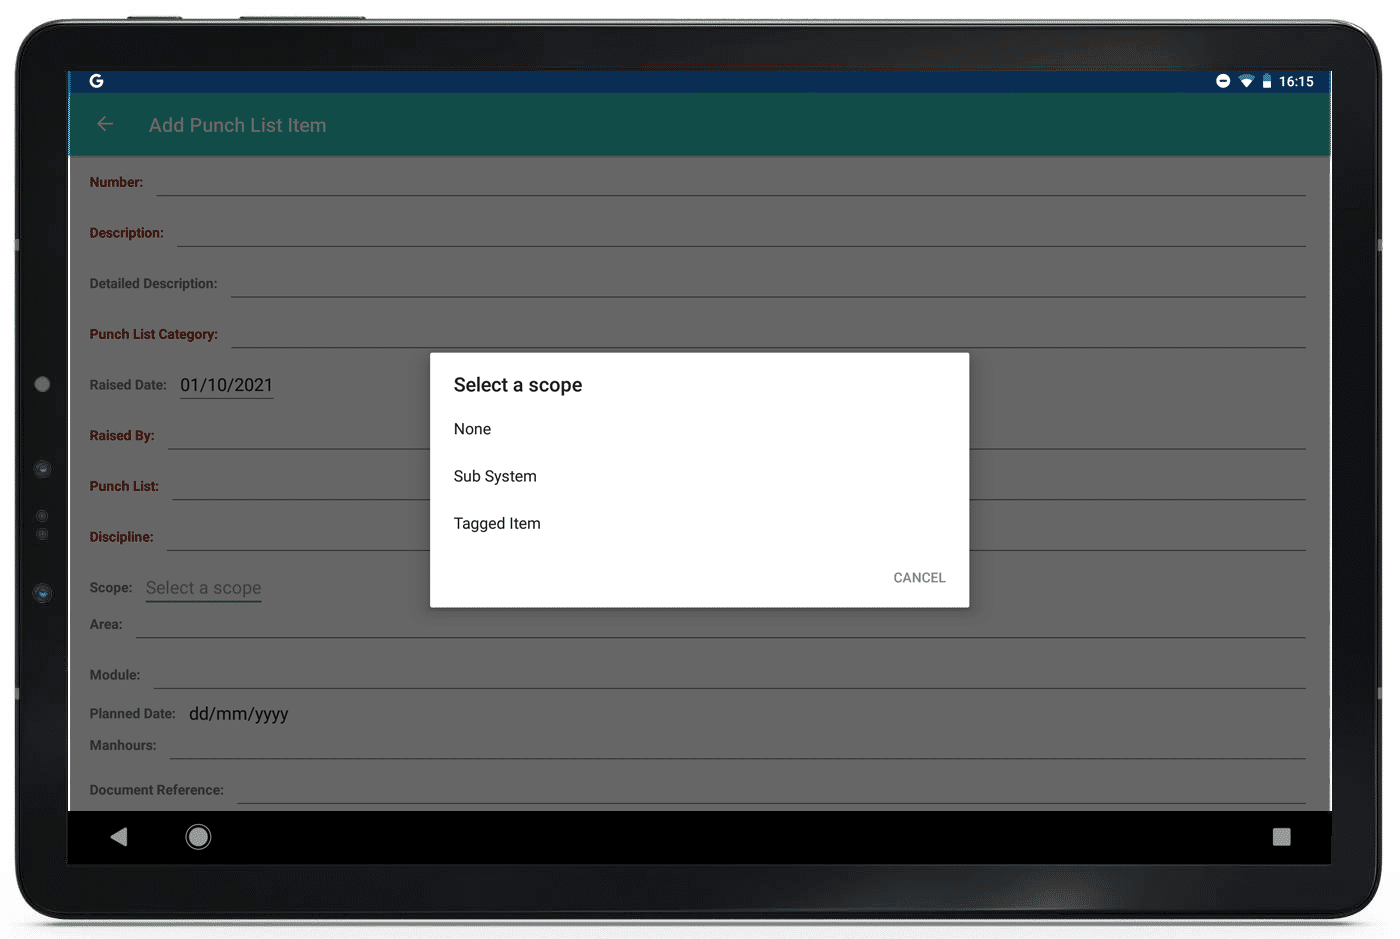 G 16:15
Add Punch List Item
Number:
Description:
Detailed Description:
Punch List Category:
Raised Date: 01/10/2021
Raised By:
Punch List:
Discipline:
Scope: Select a scope
Area:
Module:
Planned Date: dd/mm/yyyy
Manhours:
Document Reference:
Select a scope
None
Sub System
Tagged Item
CANCEL